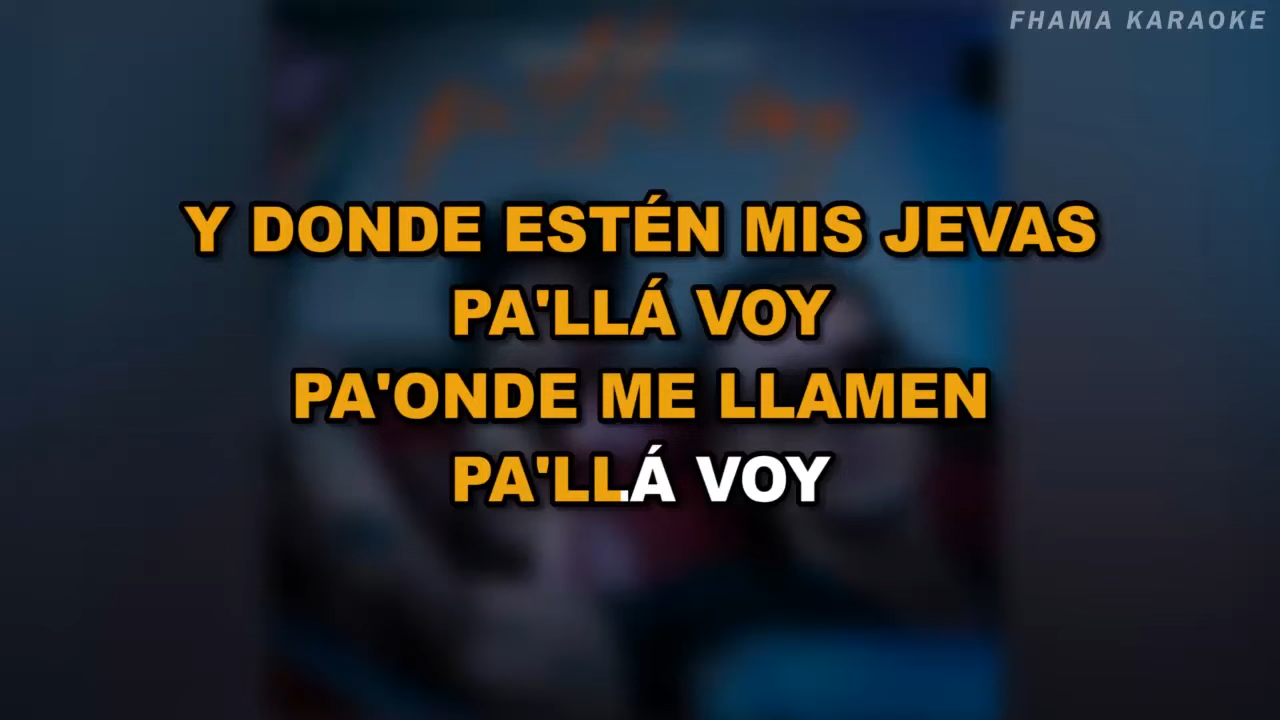 FHAMA KARAOKE
Y DONDE ESTÉN MIS JEVAS
PA'LLÁ VOY
PA'ONDE ME LLAMEN
PA'LLÁ VOY